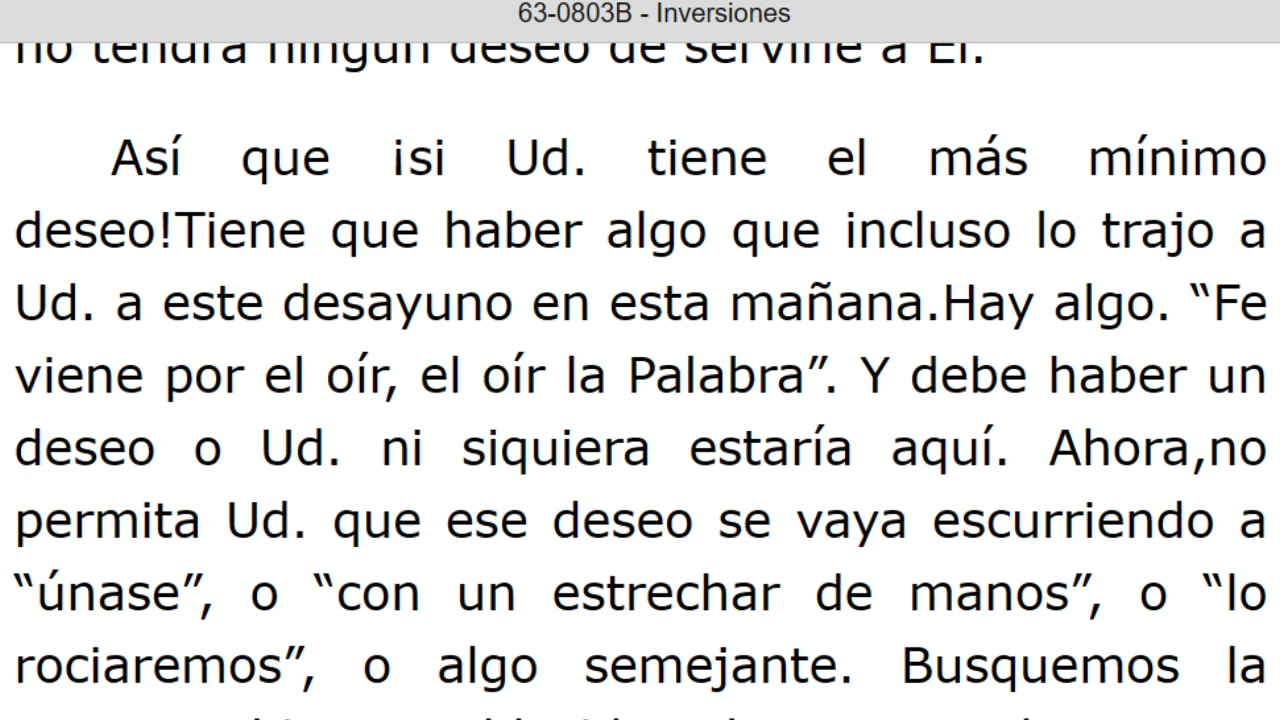 63-0803B - Inversiones
no tendrá ningún deseo de servirle a Él.
Así que ¡si Ud. tiene el más mínimo
deseo!Tiene que haber algo que incluso lo trajo a
Ud. a este desayuno en esta mañana.Hay algo. “Fe
viene por el oír, el oír la Palabra”. Y debe haber un
deseo o Ud. ni siquiera estaría aquí. Ahora,no
permita Ud. que ese deseo se vaya escurriendo a
“únase”, o “con un estrechar de manos”, o “lo
rociaremos”, o algo semejante. Busquemos la